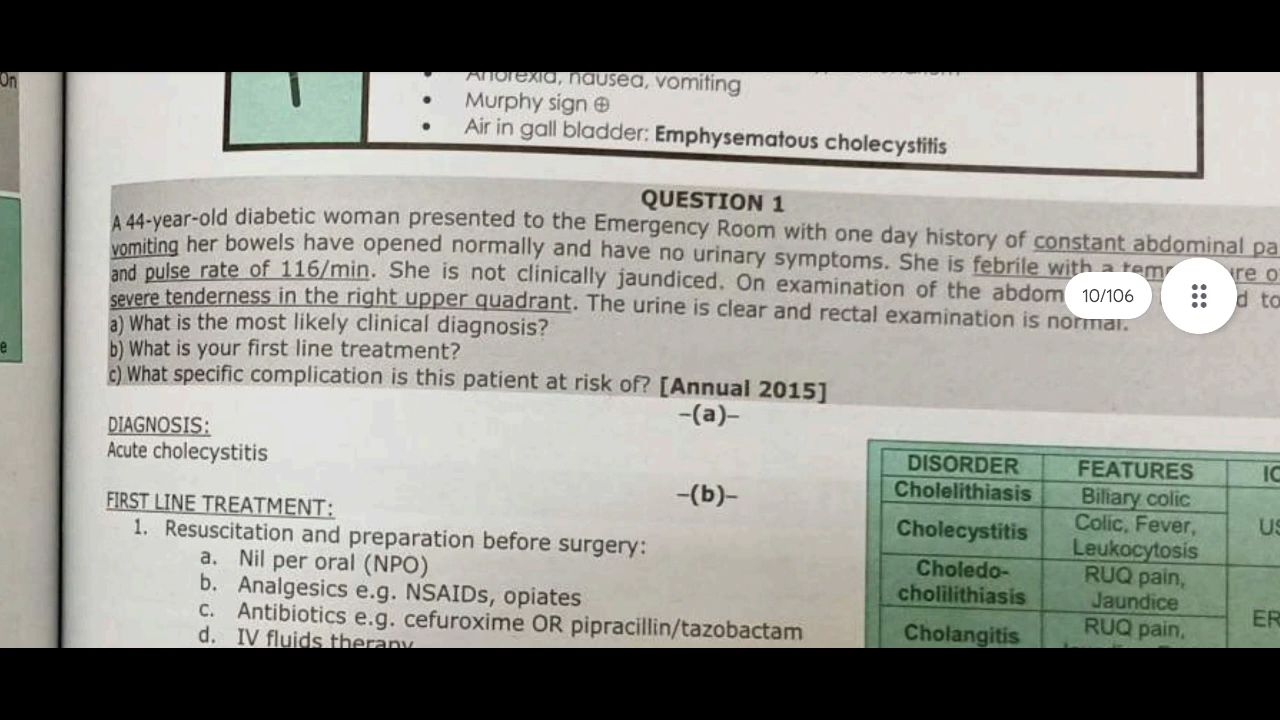 On
Anorexia, nausea, vomiting
• Murphy sign ⊕
• Air in gall bladder: Emphysematous cholecystitis
QUESTION 1
A 44-year-old diabetic woman presented to the Emergency Room with one day history of constant abdominal pa
vomiting her bowels have opened normally and have no urinary symptoms. She is febrile with a
and pulse rate of 116/min. She is not clinically jaundiced. On examination of the abdom
severe tenderness in the right upper quadrant. The urine is clear and rectal examination is normal.
10/106
a) What is the most likely clinical diagnosis?
b) What is your first line treatment?
c) What specific complication is this patient at risk of? [Annual 2015]
–(a)–
DIAGNOSIS:
Acute cholecystitis
–(b)–
FIRST LINE TREATMENT:
1. Resuscitation and preparation before surgery:
a. Nil per oral (NPO)
b. Analgesics e.g. NSAIDs, opiates
c. Antibiotics e.g. cefuroxime OR pipracillin/tazobactam
d. IV fluids therapy
DISORDER FEATURES IC
Cholelithiasis Biliary colic
Cholecystitis Colic, Fever, Leukocytosis US
Choledo-cholilithiasis RUQ pain, Jaundice
Cholangitis RUQ pain, ER
e